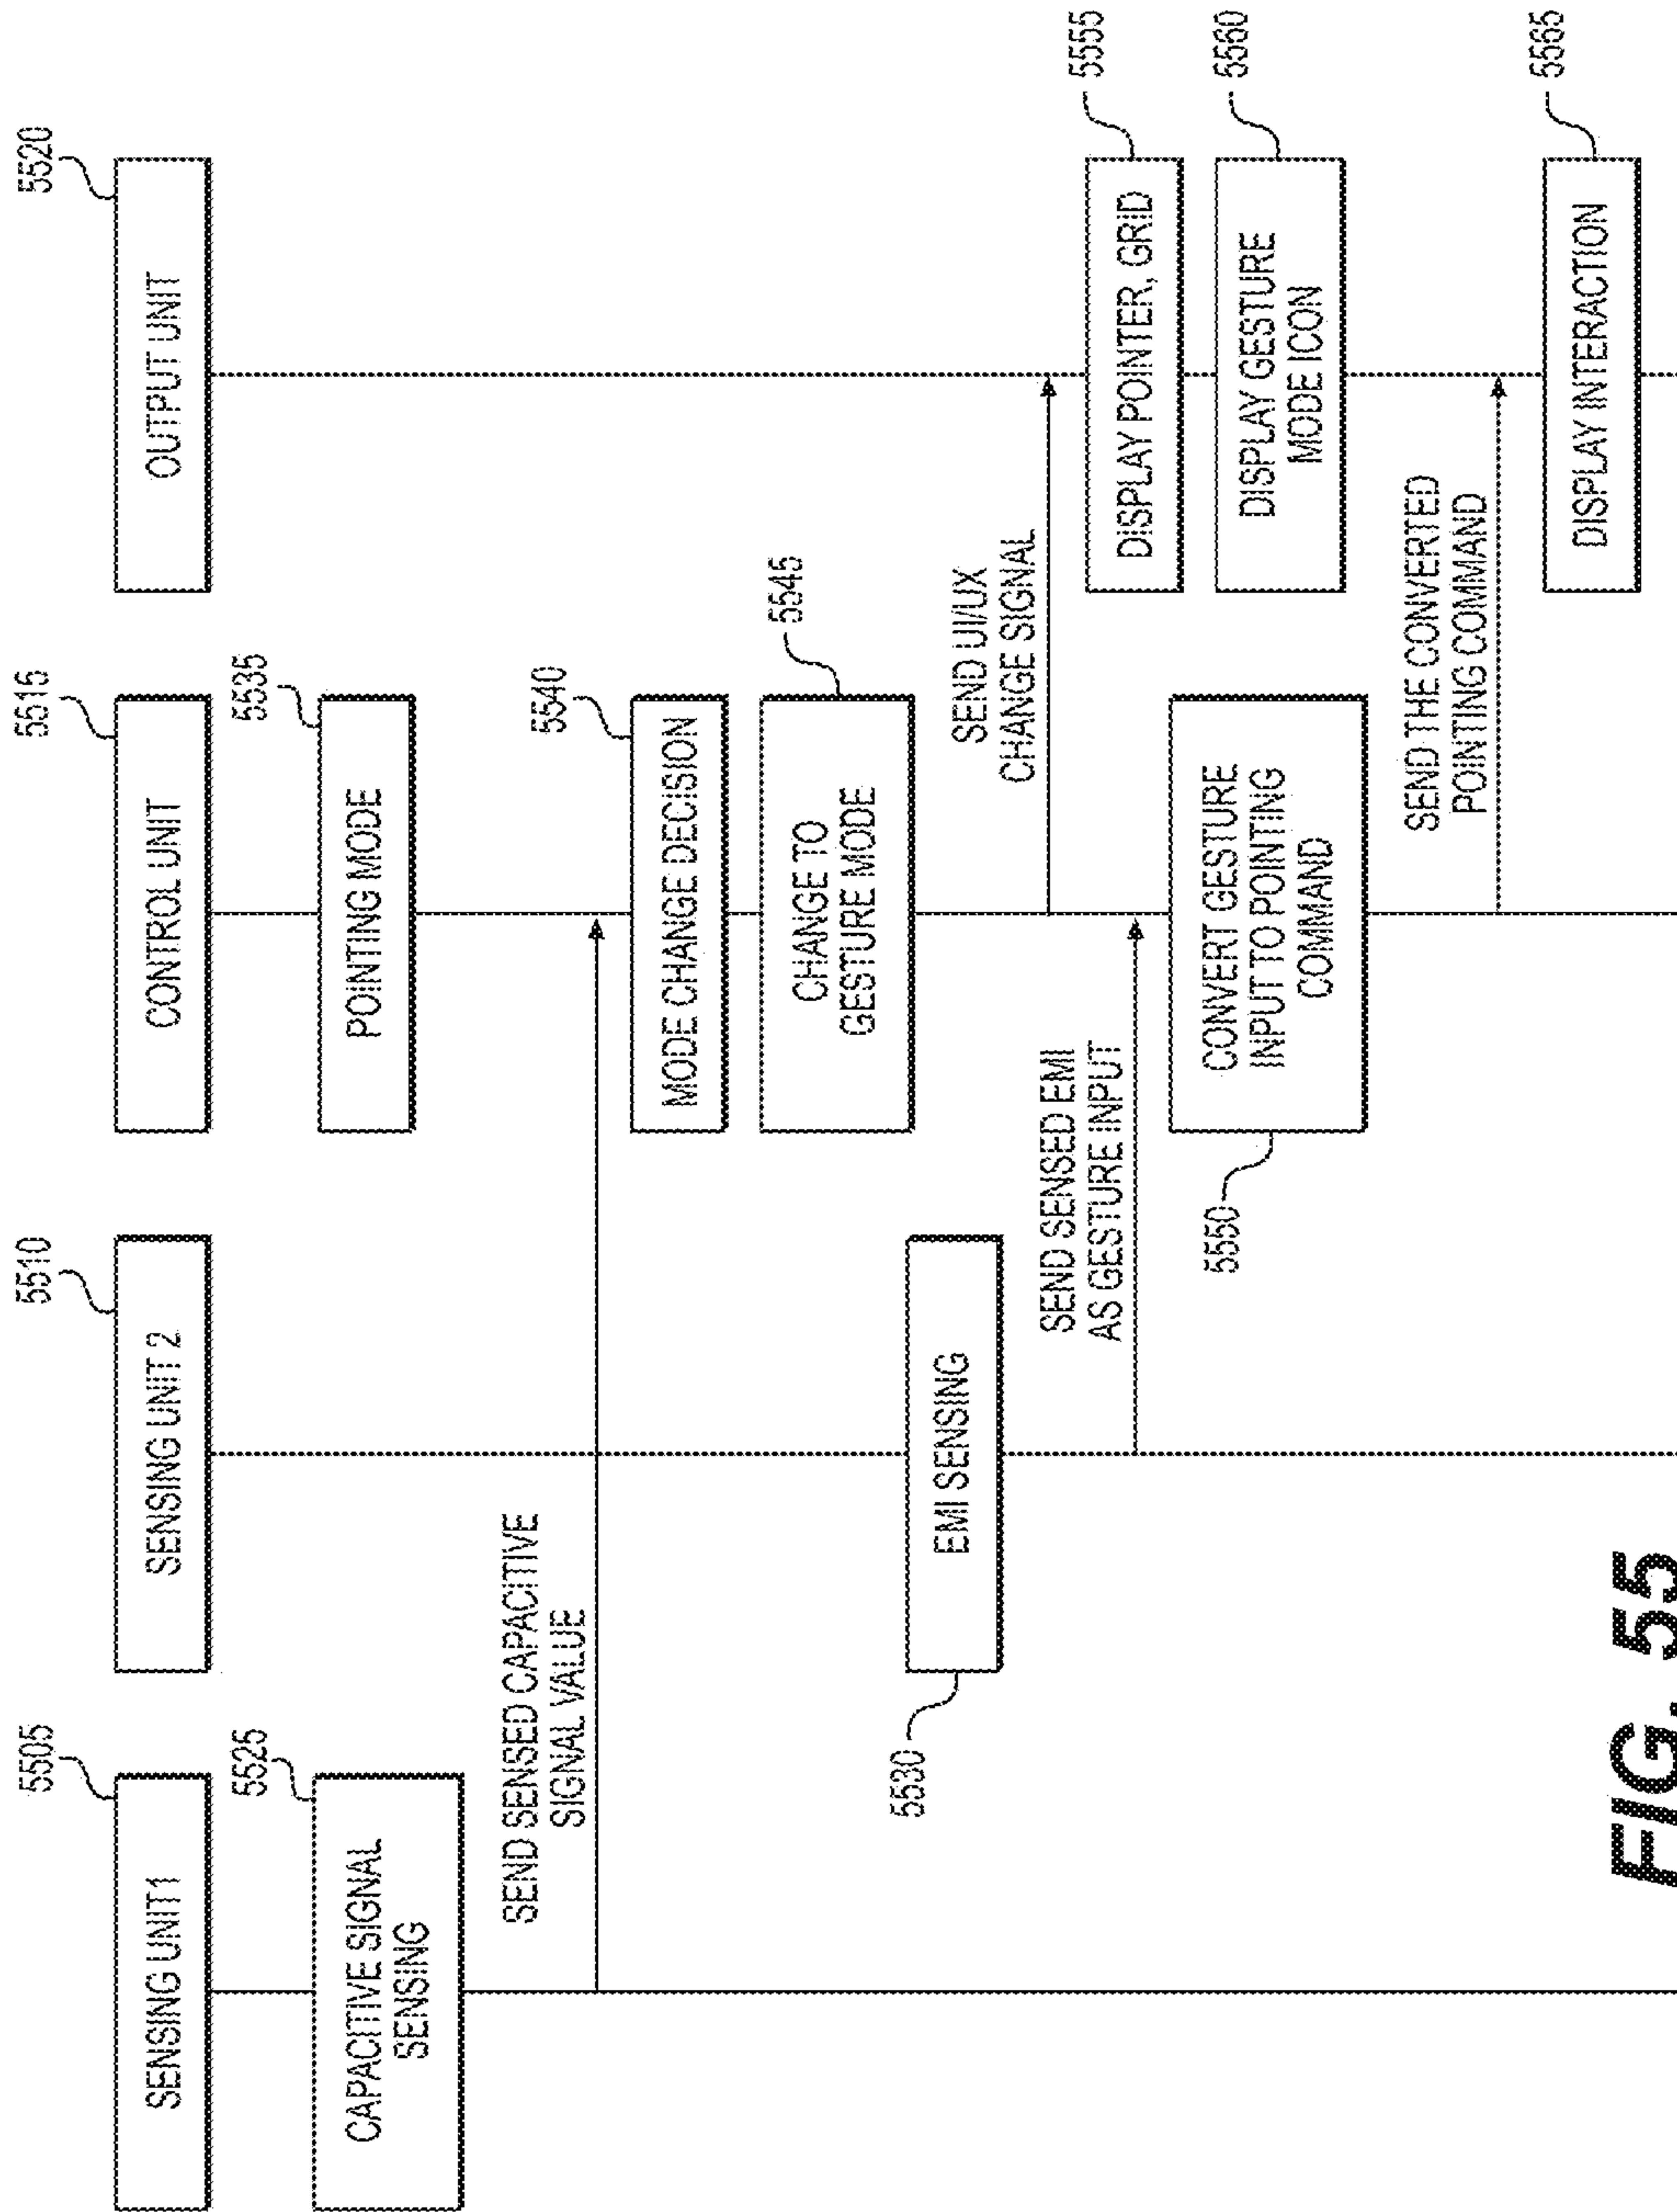 5505
SENSING UNIT1
5510
SENSING UNIT 2
5515
CONTROL UNIT
5520
OUTPUT UNIT
5525
CAPACITIVE SIGNAL
SENSING
5535
POINTING MODE
SEND SENSED CAPACITIVE
SIGNAL VALUE
5540
MODE CHANGE DECISION
5545
CHANGE TO
GESTURE MODE
EMI SENSING
5530
SEND UI/UX
CHANGE SIGNAL
SEND SENSED EMI
AS GESTURE INPUT
5555
DISPLAY POINTER, GRID
5560
DISPLAY GESTURE
MODE ICON
CONVERT GESTURE
INPUT TO POINTING
COMMAND
5550
SEND THE CONVERTED
POINTING COMMAND
5565
DISPLAY INTERACTION
FIG. 55